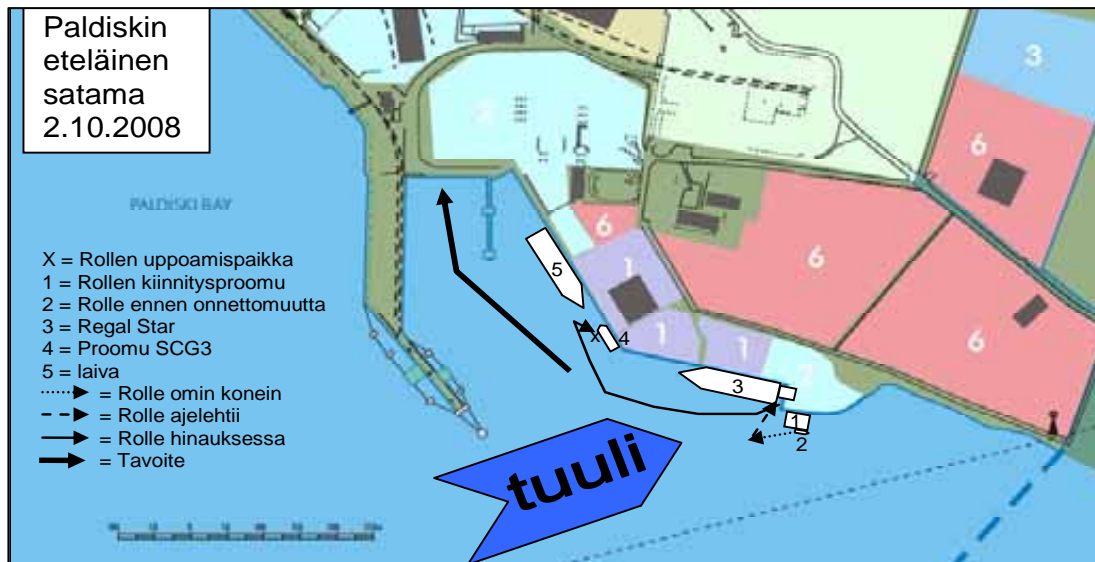 Paldiskin
eteläinen
satama
2.10.2008
3
6
PALDISKI BAY
6
6
1
6
5
X = Rollen uppoamispaikka
1 = Rollen kiinnitysproomu
2 = Rolle ennen onnettomuutta
3 = Regal Star
4 = Proomu SCG3
5 = laiva
= Rolle omin konein
= Rolle ajelehtii
= Rolle hinauksessa
= Tavoite
x
4
1
1
3
1
2
tuuli